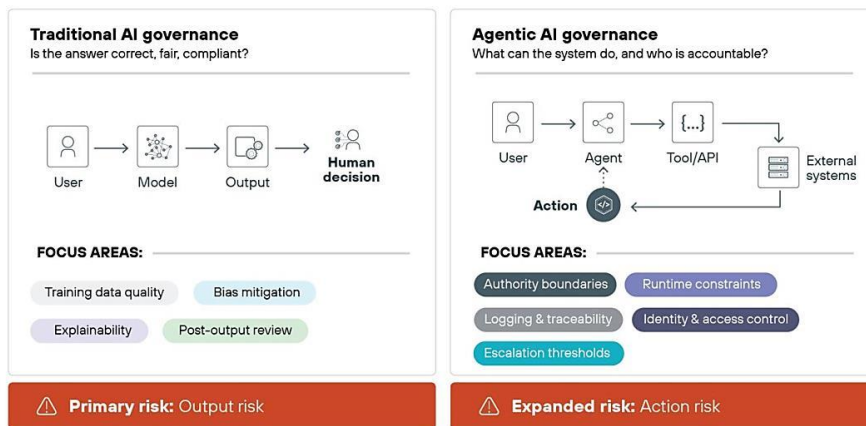 Traditional AI governance
Is the answer correct, fair, compliant?
User
Model
Output
Human
decision
FOCUS AREAS:
Training data quality
Bias mitigation
Explainability
Post-output review
Primary risk: Output risk
Agentic AI governance
What can the system do, and who is accountable?
User
Agent
{...}
Tool/API
External
systems
Action
</>
FOCUS AREAS:
Authority boundaries
Runtime constraints
Logging & traceability
Identity & access control
Escalation thresholds
Expanded risk: Action risk